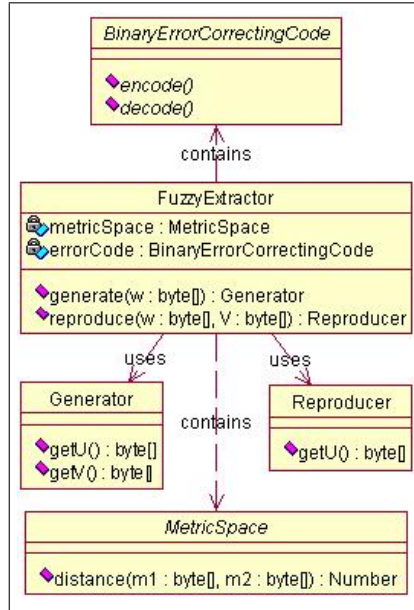 BinaryErrorCorrectingCode
encode()
decode()
contains
FuzzyExtractor
metricSpace : MetricSpace
errorCode : BinaryErrorCorrectingCode
generate(w : byte[]) : Generator
reproduce(w : byte[], V : byte[]) : Reproducer
uses
uses
Generator
getU() : byte[]
getV() : byte[]
contains
Reproducer
getU() : byte[]
MetricSpace
distance(m1 : byte[], m2 : byte[]) : Number